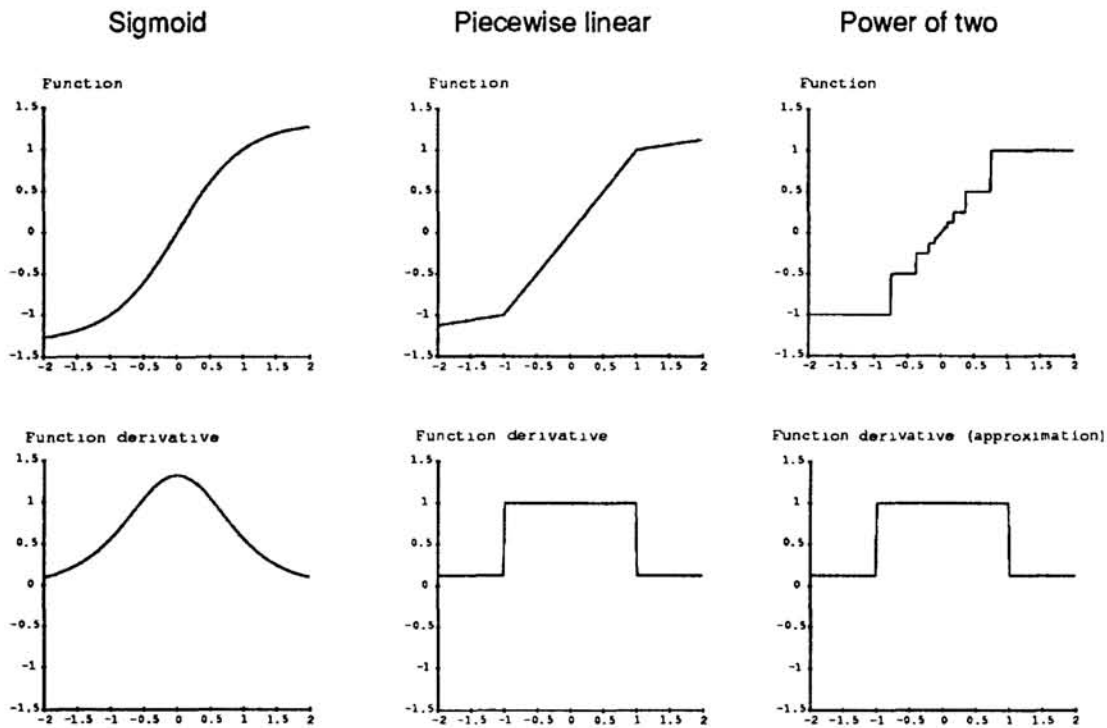 Sigmoid Piecewise linear Power of two
Function Function Function
1.5 1.5 1.5
1 1 1
0.5 0.5 0.5
0 0 0
-0.5 -0.5 -0.5
-1 -1 -1
-1.5 -1.5 -1.5
-2 -1.5 -1 -0.5 0 0.5 1 1.5 2 -2 -1.5 -1 -0.5 0 0.5 1 1.5 2 -2 -1.5 -1 -0.5 0 0.5 1 1.5 2
Function derivative Function derivative Function derivative (approximation)
1.5 1.5 1.5
1 1 1
0.5 0.5 0.5
0 0 0
-0.5 -0.5 -0.5
-1 -1 -1
-1.5 -1.5 -1.5
-2 -1.5 -1 -0.5 0 0.5 1 1.5 2 -2 -1.5 -1 -0.5 0 0.5 1 1.5 2 -2 -1.5 -1 -0.5 0 0.5 1 1.5 2